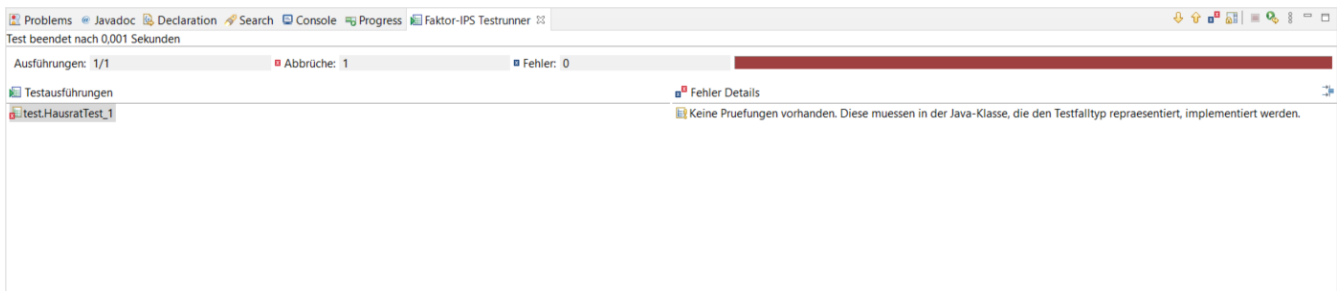 Problems Javadoc Declaration Search Console Progress Faktor-IPS Testrunner
Test beendet nach 0,001 Sekunden
Ausführungen: 1/1 Abbrüche: 1 Fehler: 0
Testausführungen Fehler Details
test.HausratTest_1 Keine Pruefungen vorhanden. Diese muessen in der Java-Klasse, die den Testfalltyp repraesentiert, implementiert werden.